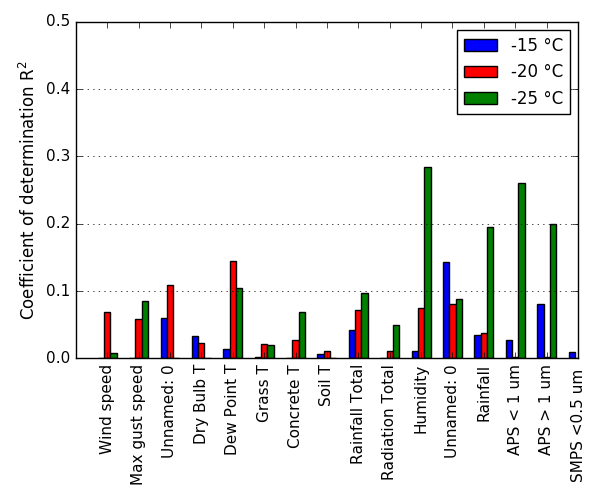 0.5
0.4
0.3
0.2
0.1
0.0
Coefficient of determination R²
-15 °C
-20 °C
-25 °C
Wind speed
Max gust speed
Unnamed: 0
Dry Bulb T
Dew Point T
Grass T
Concrete T
Soil T
Rainfall Total
Radiation Total
Humidity
Unnamed: 0
Rainfall
APS < 1 um
APS > 1 um
SMPS <0.5 um